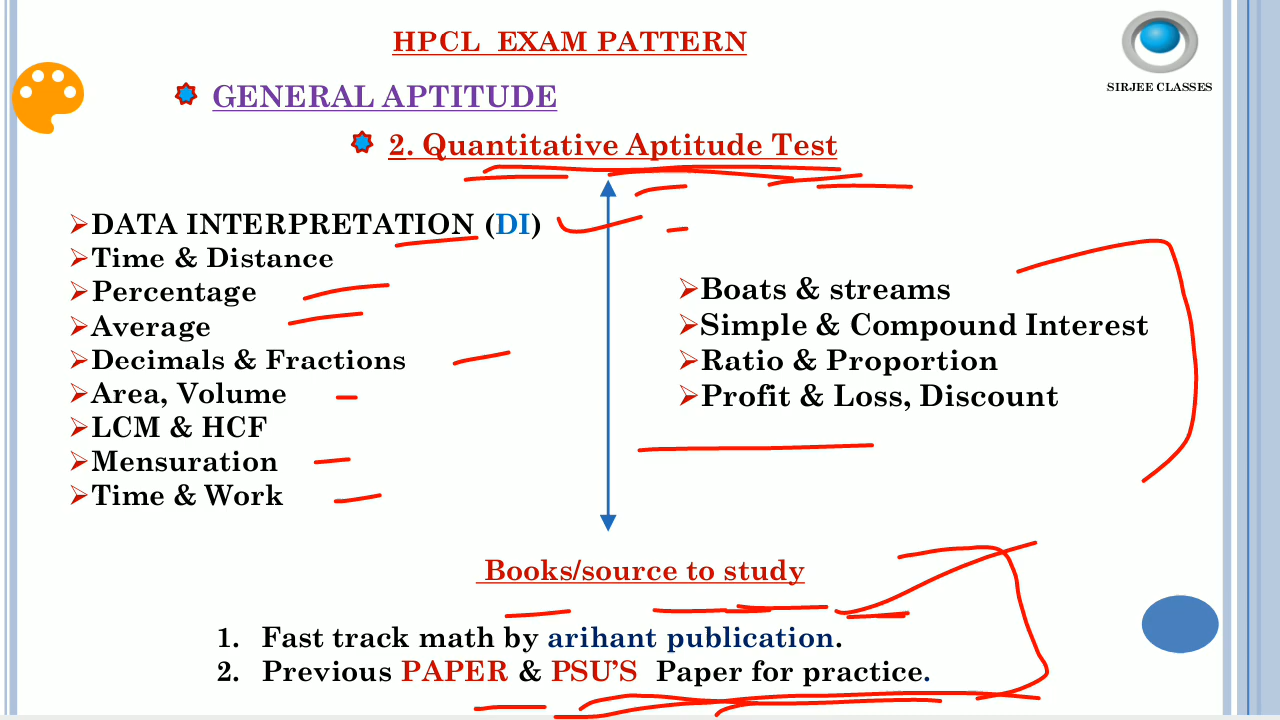 HPCL EXAM PATTERN
SIRJEE CLASSES
GENERAL APTITUDE
2. Quantitative Aptitude Test
DATA INTERPRETATION (DI)
Time & Distance
Percentage
Average
Decimals & Fractions
Area, Volume
LCM & HCF
Mensuration
Time & Work
Boats & streams
Simple & Compound Interest
Ratio & Proportion
Profit & Loss, Discount
Books/source to study
1. Fast track math by arihant publication.
2. Previous PAPER & PSU'S Paper for practice.